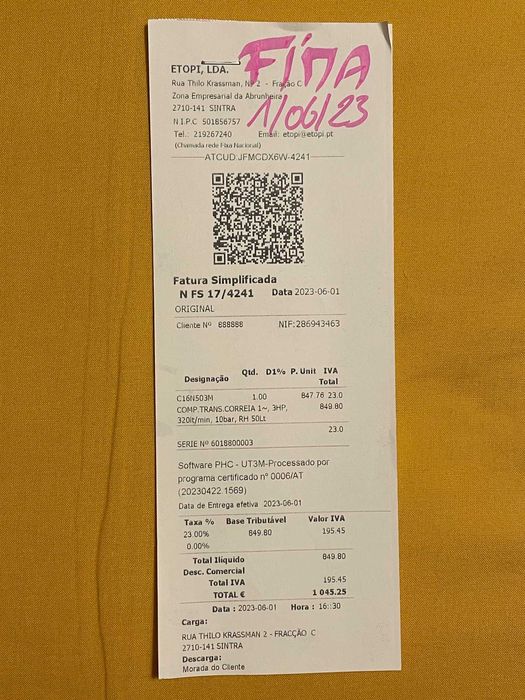 FINA
1/06/23
ETOPI, LDA.
Rua Thilo Krassman, Nº 2 - Fração C
Zona Empresarial da Abrunheira
2710-141 SINTRA
N I.P.C 501856757
Tel.: 219267240 Email: etopi@etopi.pt
(Chamada rede Fixa Nacional)
ATCUD:JFMCDX6W-4241
Fatura Simplificada
N FS 17/4241 Data 2023-06-01
ORIGINAL
Cliente Nº 888888 NIF:286943463
Designação Qtd. D1% P. Unit IVA
Total
C16N503M 1.00 847.76 23.0
COMP.TRANS.CORREIA 1~, 3HP, 849.80
320lt/min, 10bar, RH 50Lt
23.0
SERIE Nº 6018800003
Software PHC - UT3M-Processado por
programa certificado nº 0006/AT
(20230422.1569)
Data de Entrega efetiva 2023-06-01
Taxa % Base Tributável Valor IVA
23.00% 849.80 195.45
0.00%
Total Ilíquido 849.80
Desc. Comercial
Total IVA 195.45
TOTAL € 1 045.25
Data : 2023-06-01 Hora : 16:30
Carga:
RUA THILO KRASSMAN 2 - FRACÇÃO C
2710-141 SINTRA
Descarga:
Morada do Cliente